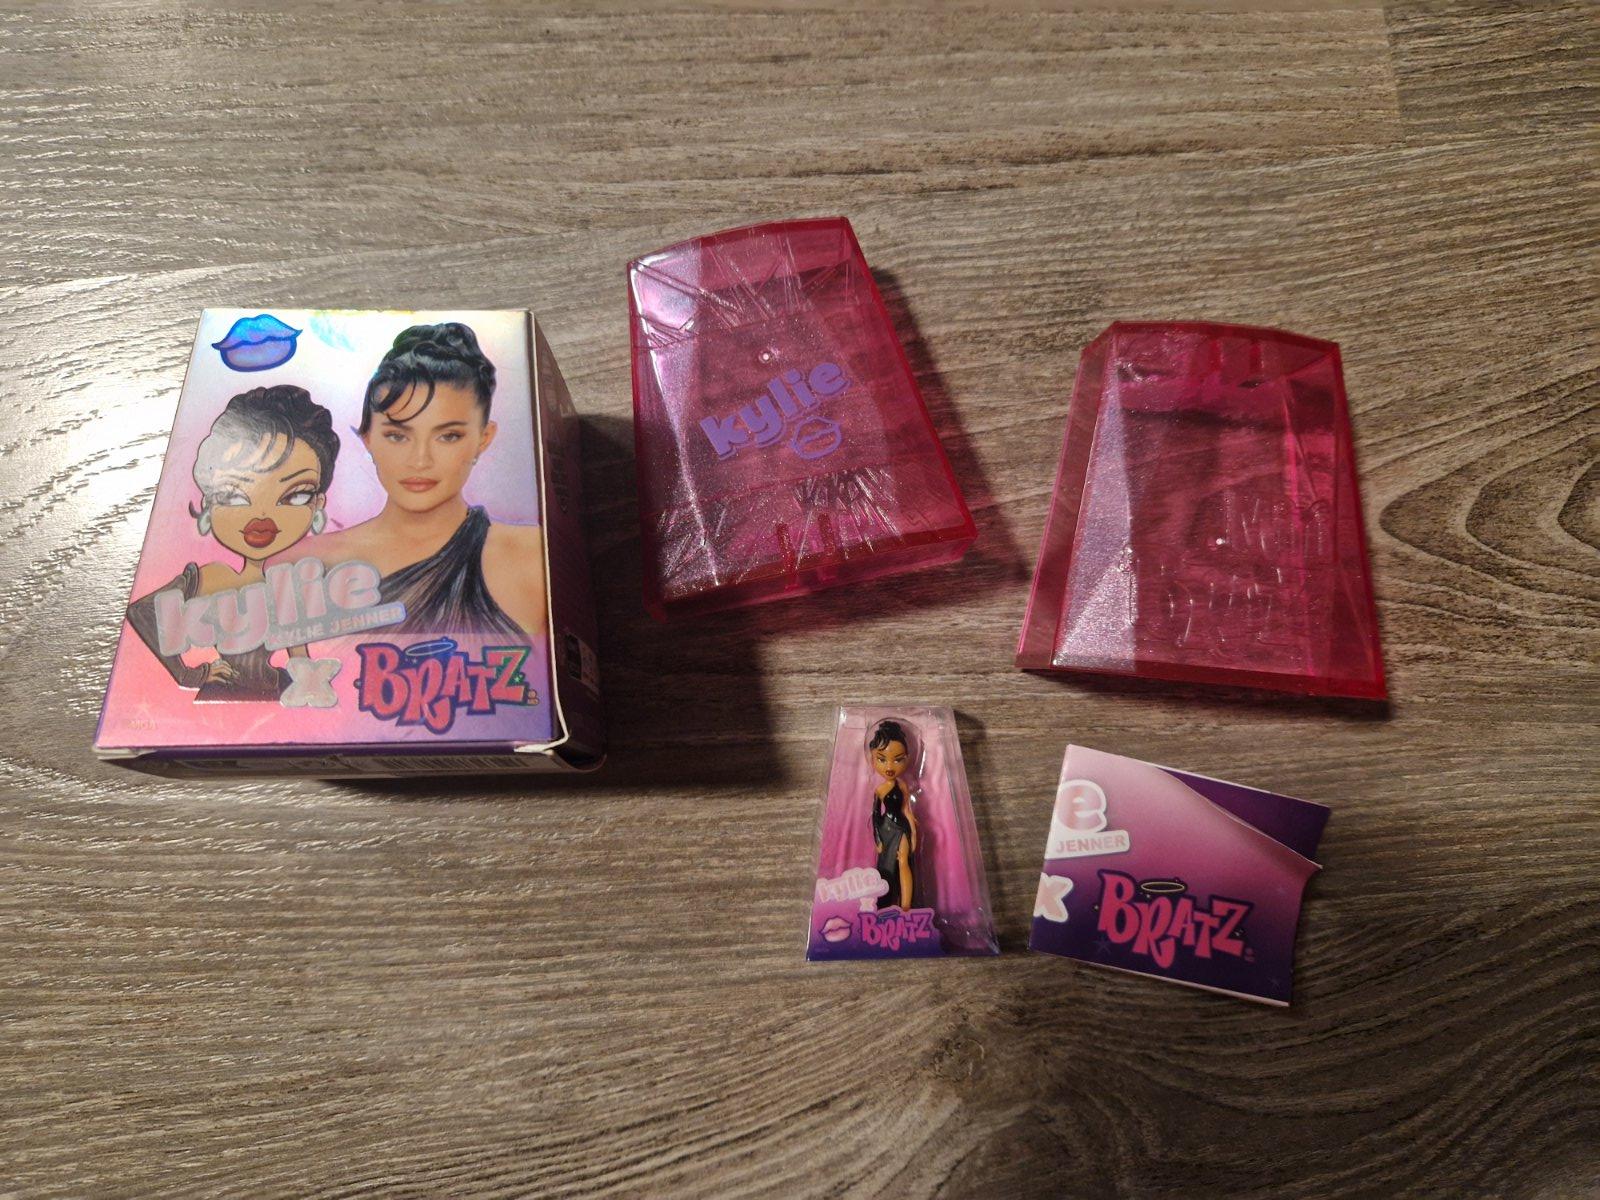 kylie
KYLIE JENNER
x
BRATZ
kylie
kylie
x
BRATZ
e
JENNER
x
BRATZ